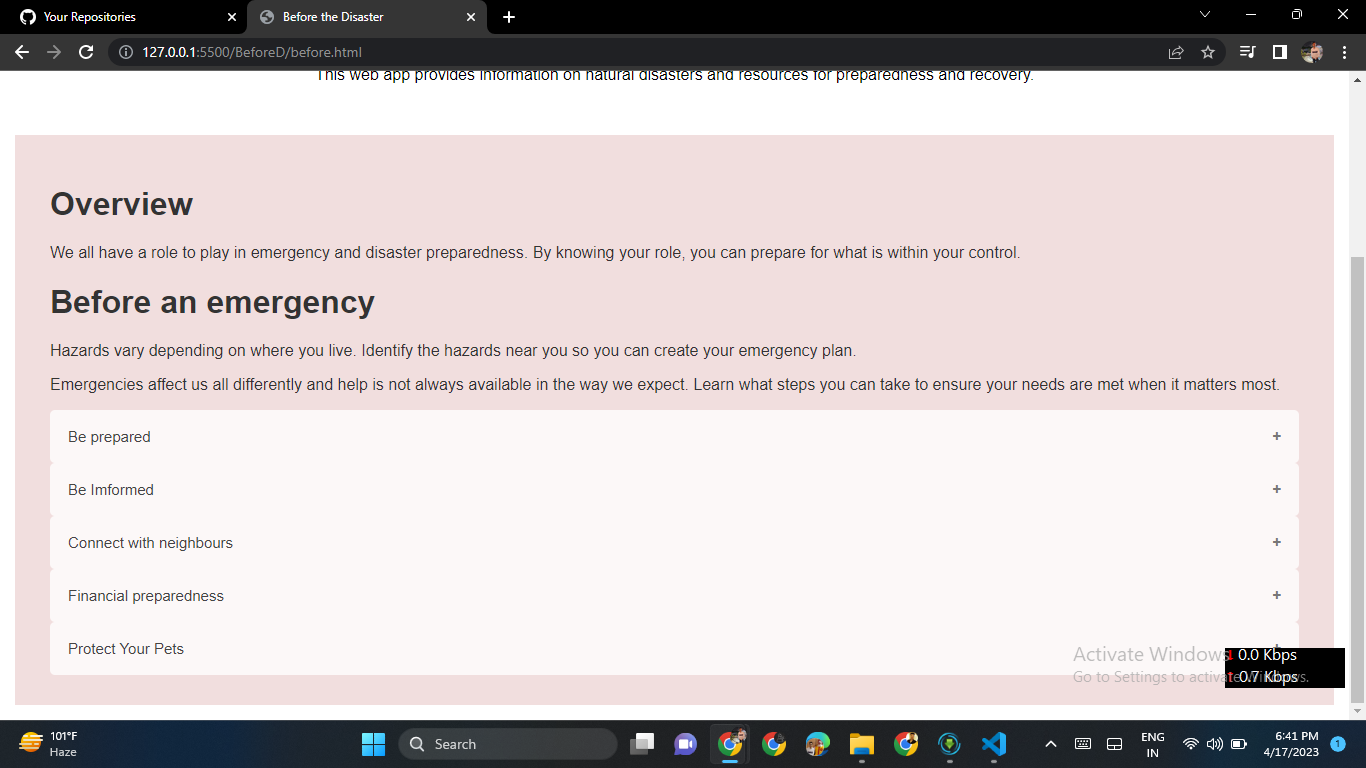 Your Repositories
Before the Disaster
127.0.0.1:5500/BeforeD/before.html
This web app provides information on natural disasters and resources for preparedness and recovery.
Overview
We all have a role to play in emergency and disaster preparedness. By knowing your role, you can prepare for what is within your control.
Before an emergency
Hazards vary depending on where you live. Identify the hazards near you so you can create your emergency plan.
Emergencies affect us all differently and help is not always available in the way we expect. Learn what steps you can take to ensure your needs are met when it matters most.
Be prepared +
Be Imformed +
Connect with neighbours +
Financial preparedness +
Protect Your Pets
Activate Windows
0.0 Kbps
Go to Settings to activate Windows.
0.7 Kbps
101°F
Haze
Search
ENG
IN
6:41 PM
4/17/2023
1